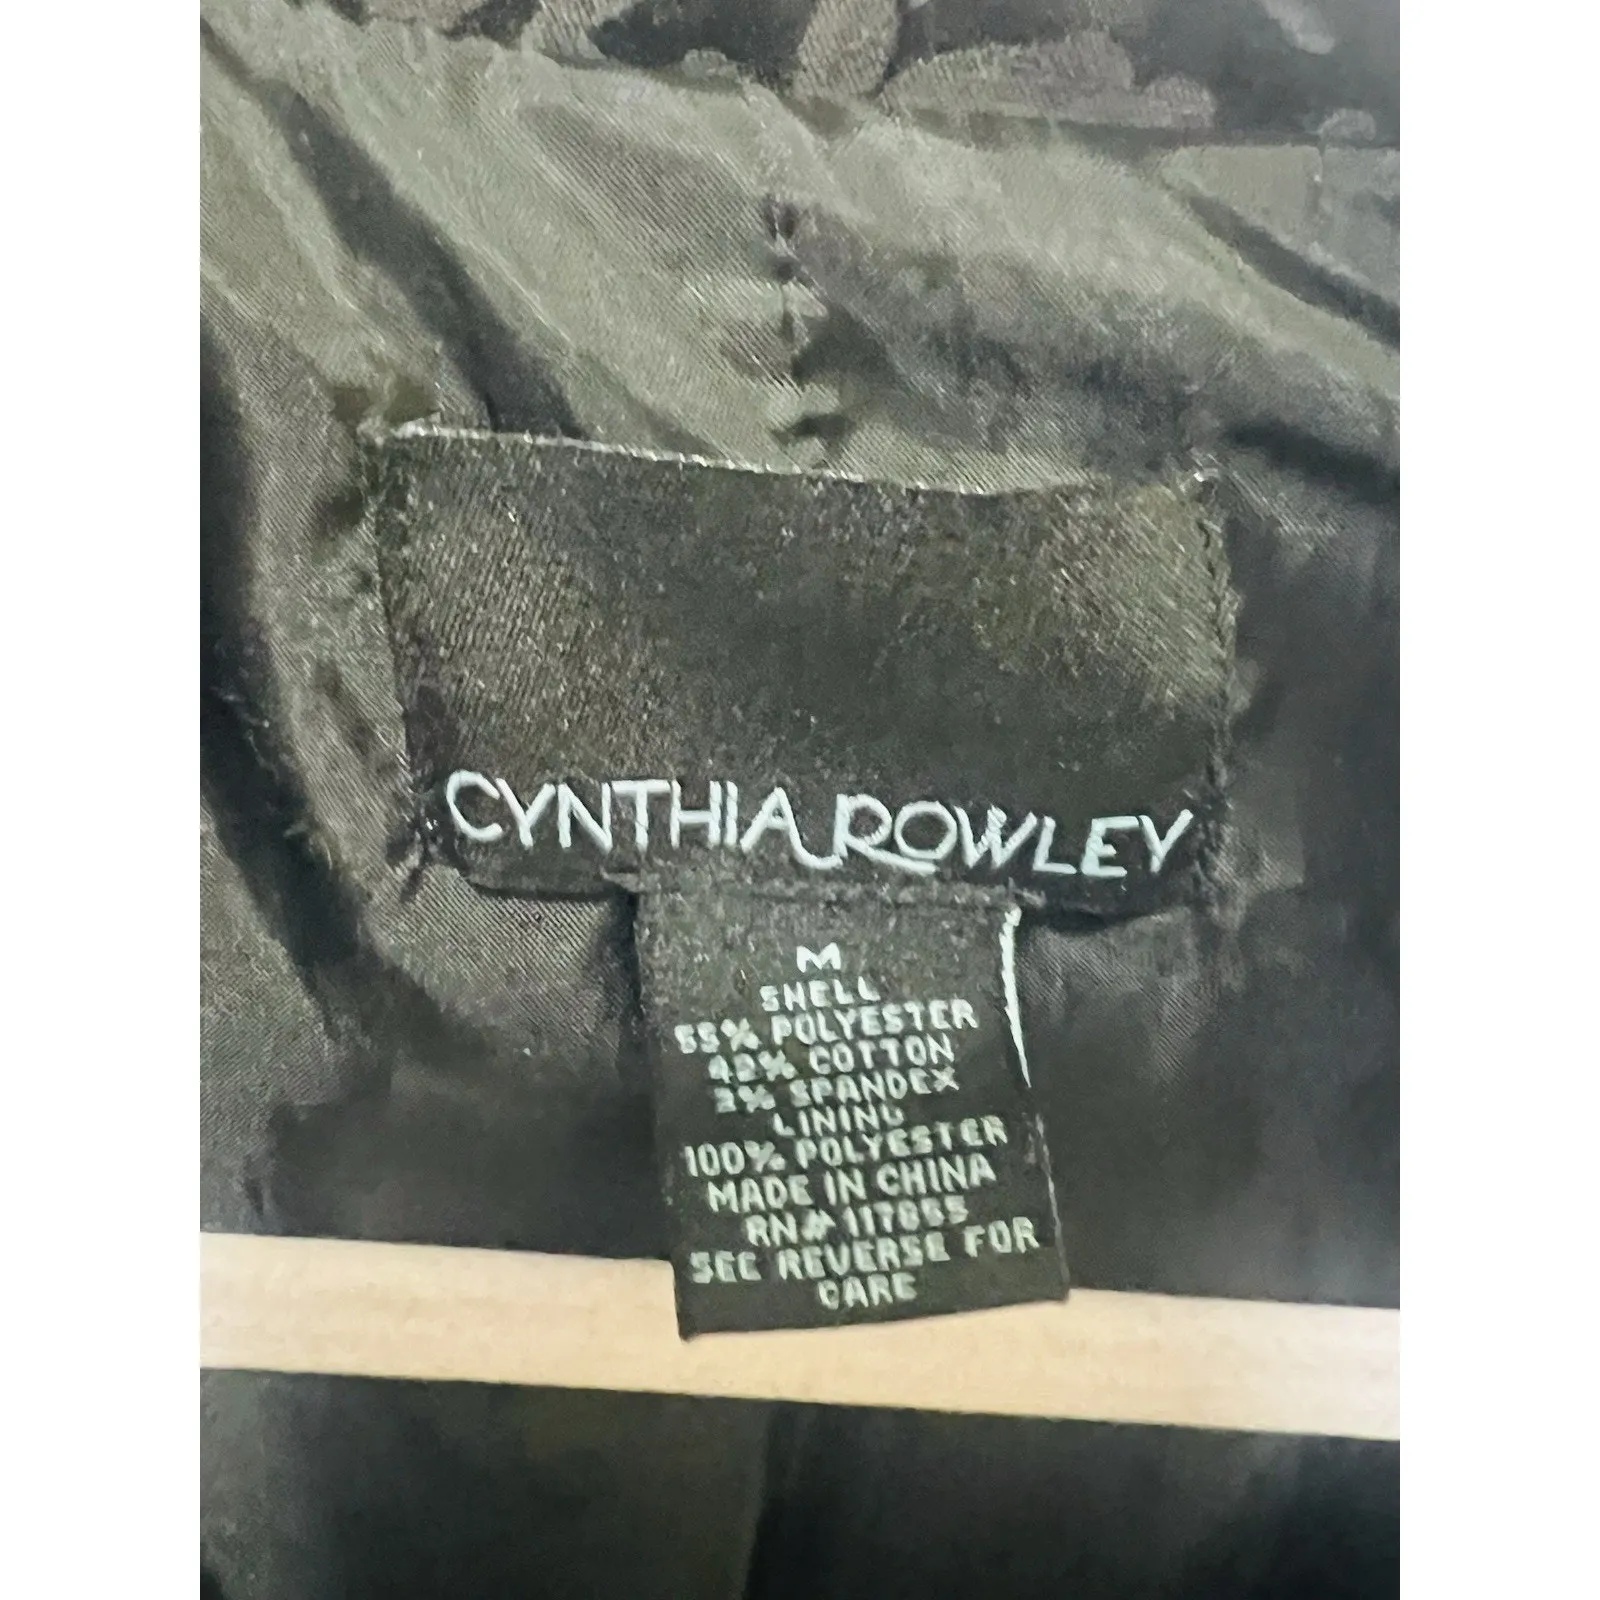 CYNTHIA ROWLEY
M
SHELL
55% POLYESTER
42% COTTON
3% SPANDEX
LINING
100% POLYESTER
MADE IN CHINA
RN# 117855
SEE REVERSE FOR
CARE